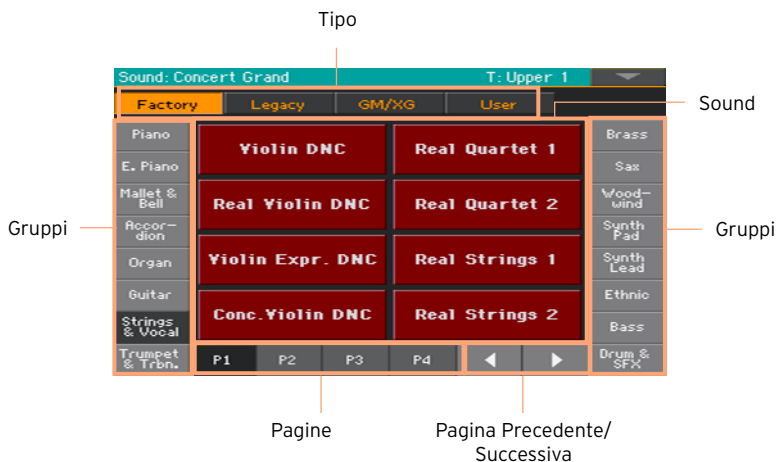 Tipo
Sound: Concert Grand T: Upper 1
Factory Legacy GM/XG User
Sound
Piano
E. Piano
Mallet &
Bell
Accor-
dion
Organ
Guitar
Strings
& Vocal
Trumpet
& Trbn.
Gruppi
Violin DNC
Real Quartet 1
Real Violin DNC
Real Quartet 2
Violin Expr. DNC
Real Strings 1
Conc.Violin DNC
Real Strings 2
Brass
Sax
Wood-
wind
Synth
Pad
Synth
Lead
Ethnic
Bass
Drum &
SFX
Gruppi
P1 P2 P3 P4
Pagine
Pagina Precedente/
Successiva